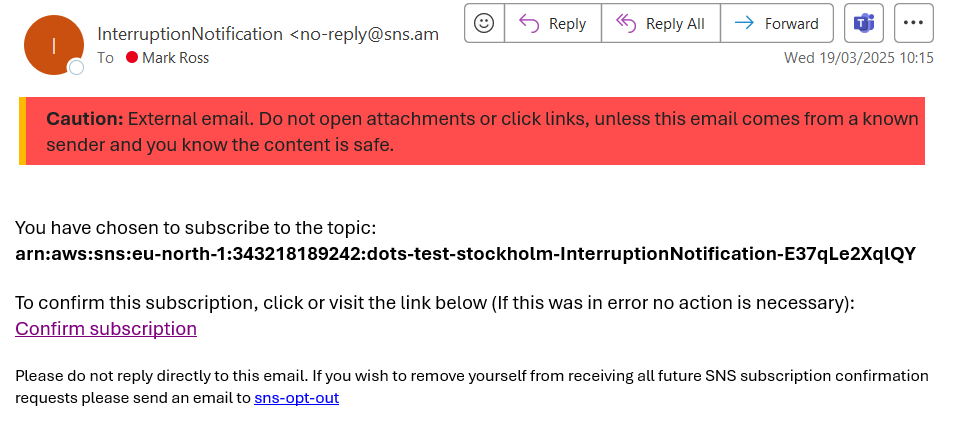 I
InterruptionNotification <no-reply@sns.am
Reply
Reply All
Forward
To Mark Ross
Wed 19/03/2025 10:15
Caution: External email. Do not open attachments or click links, unless this email comes from a known
sender and you know the content is safe.
You have chosen to subscribe to the topic:
arn:aws:sns:eu-north-1:343218189242:dots-test-stockholm-InterruptionNotification-E37qLe2XqlQY
To confirm this subscription, click or visit the link below (If this was in error no action is necessary):
Confirm subscription
Please do not reply directly to this email. If you wish to remove yourself from receiving all future SNS subscription confirmation
requests please send an email to sns-opt-out